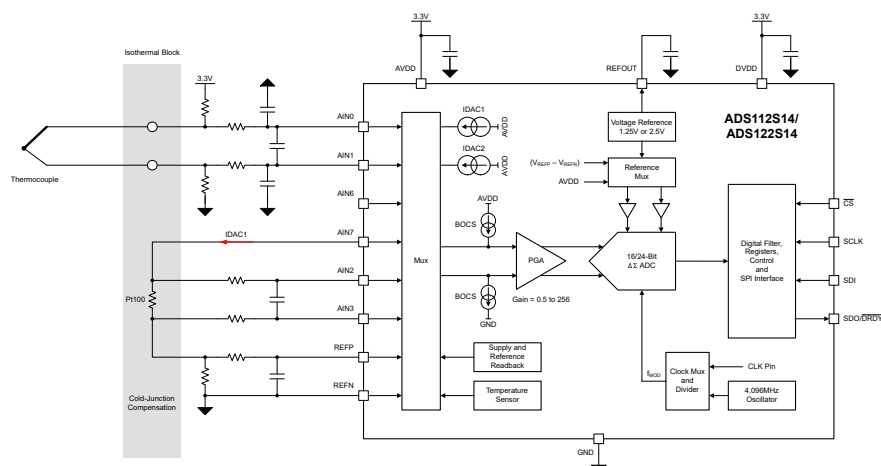 3.3V
3.3V
Isothermal Block
AVDD
REFOUT
DVDD
3.3V
ADS112S14/
ADS122S14
IDAC1
AVDD
Voltage Reference
1.25V or 2.5V
AIN0
IDAC2
AVDD
(VREFP – VREFN)
AVDD
Reference
Mux
AIN1
Thermocouple
AIN6
AVDD
CS
BOCS
IDAC1
AIN7
Mux
PGA
16/24-Bit
ΔΣ ADC
Digital Filter,
Registers,
Control
and
SPI Interface
SCLK
Pt100
AIN2
SDI
BOCS
Gain = 0.5 to 256
AIN3
GND
SDO/DRDY
REFP
Supply and
Reference
Readback
fMOD
Clock Mux
and
Divider
CLK Pin
REFN
Temperature
Sensor
4.096MHz
Oscillator
Cold-Junction
Compensation
GND